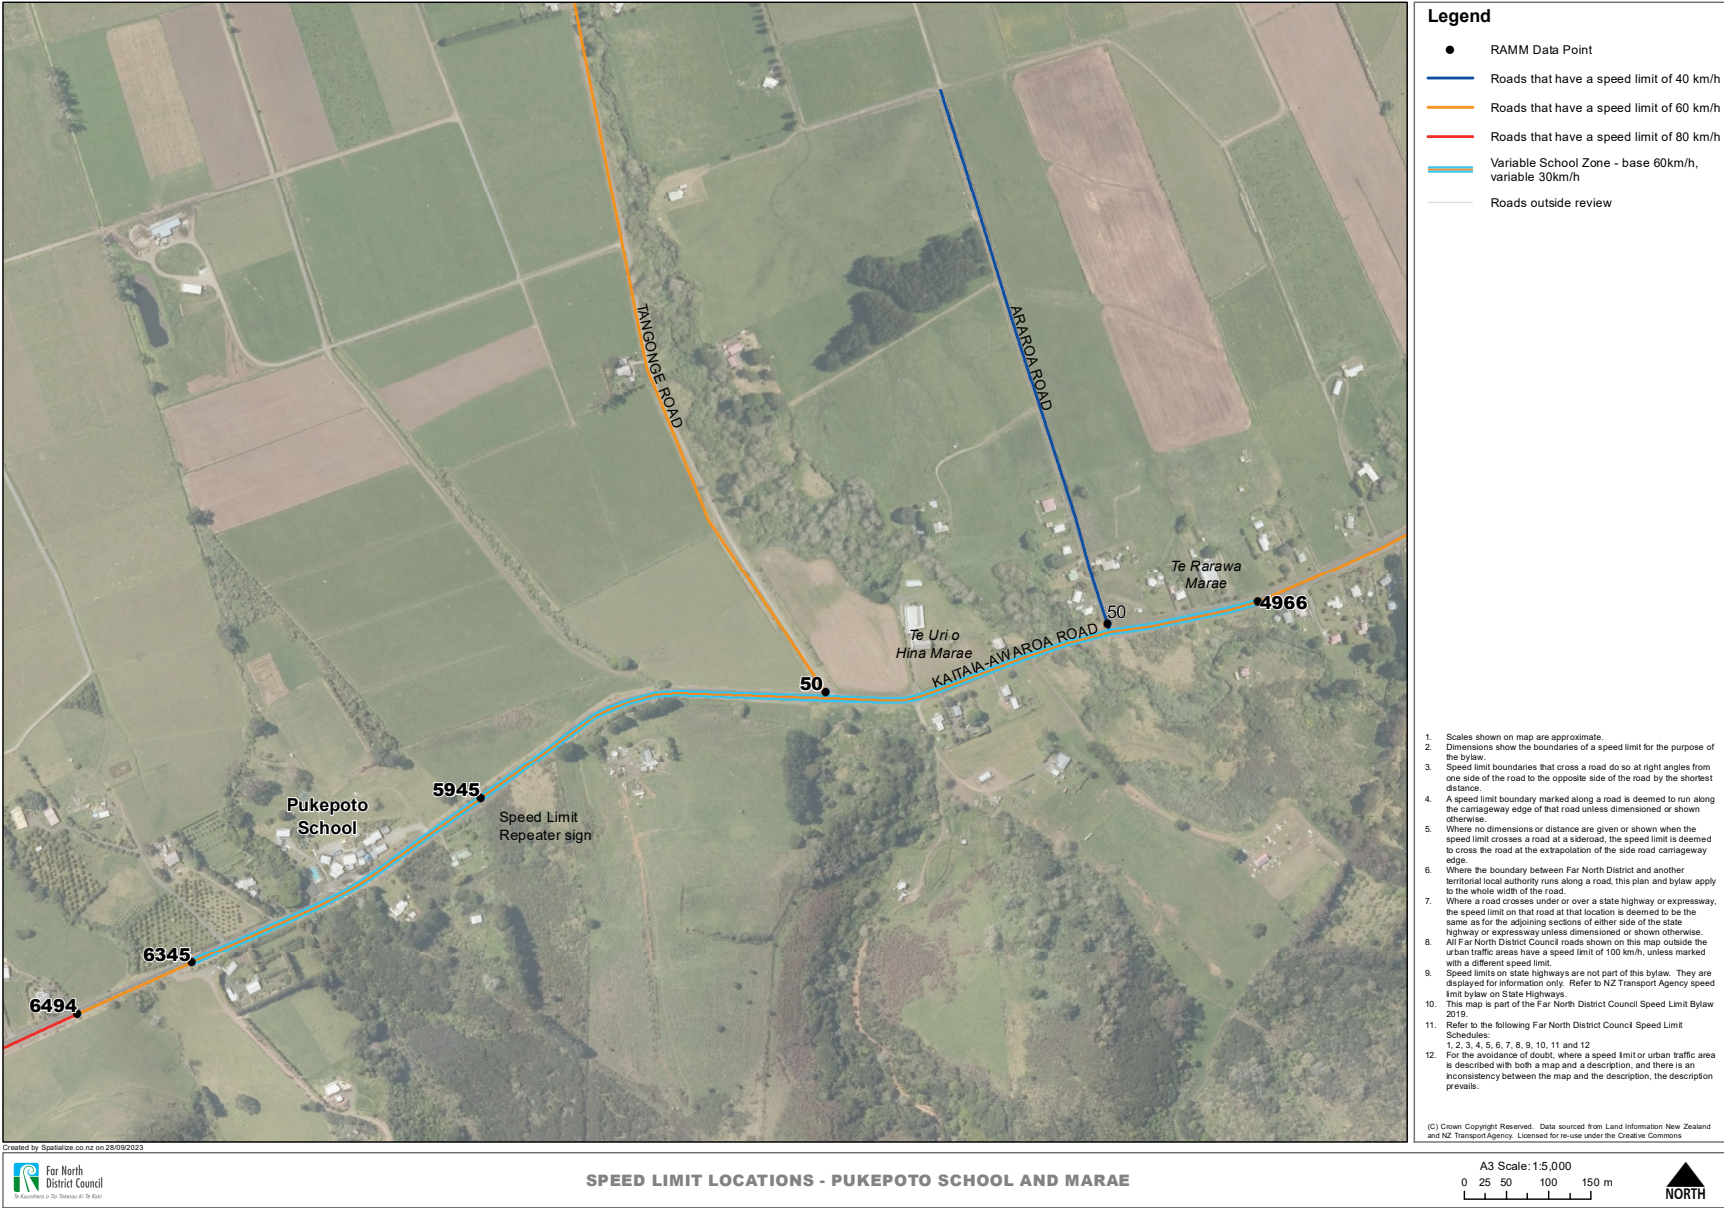 TANGONGE ROAD
ARAROA ROAD
Te Rarawa
Marae
4966
50
Te Uri o
Hina Marae
KAITAIA-AWAROA ROAD
50
5945
Speed Limit
Repeater sign
Pukepoto
School
6345
6494
Legend
RAMM Data Point
Roads that have a speed limit of 40 km/h
Roads that have a speed limit of 60 km/h
Roads that have a speed limit of 80 km/h
Variable School Zone - base 60km/h,
variable 30km/h
Roads outside review
1. Scales shown on map are approximate.
2. Dimensions show the boundaries of a speed limit for the purpose of
the bylaw.
3. Speed limit boundaries that cross a road do so at right angles from
one side of the road to the opposite side of the road by the shortest
distance.
4. A speed limit boundary marked along a road is deemed to run along
the carriageway edge of that road unless dimensioned or shown
otherwise.
5. Where no dimensions or distance are given or shown when the
speed limit crosses a road at a sideroad, the speed limit is deemed
to cross the road at the extrapolation of the side road carriageway
edge.
6. Where the boundary between Far North District and another
territorial local authority runs along a road, this plan and bylaw apply
to the whole width of the road.
7. Where a road crosses under or over a state highway or expressway,
the speed limit on that road at that location is deemed to be the
same as for the adjoining sections of either side of the state
highway or expressway unless dimensioned or shown otherwise.
8. All Far North District Council roads shown on this map outside the
urban traffic areas have a speed limit of 100 km/h, unless marked
with a different speed limit.
9. Speed limits on state highways are not part of this bylaw. They are
displayed for information only. Refer to NZ Transport Agency speed
limit bylaw on State Highways.
10. This map is part of the Far North District Council Speed Limit Bylaw
2019.
11. Refer to the following Far North District Council Speed Limit
Schedules:
1, 2, 3, 4, 5, 6, 7, 8, 9, 10, 11 and 12
12. For the avoidance of doubt, where a speed limit or urban traffic area
is described with both a map and a description, and there is an
inconsistency between the map and the description, the description
prevails.
(C) Crown Copyright Reserved. Data sourced from Land Information New Zealand
and NZ Transport Agency. Licensed for re-use under the Creative Commons
Created by Spatialize.co.nz on 28/09/2023
Far North
District Council
Te Kaunihera o Tai Tokerau Ki Te Raki
SPEED LIMIT LOCATIONS - PUKEPOTO SCHOOL AND MARAE
A3 Scale: 1:5,000
0 25 50 100 150 m
NORTH